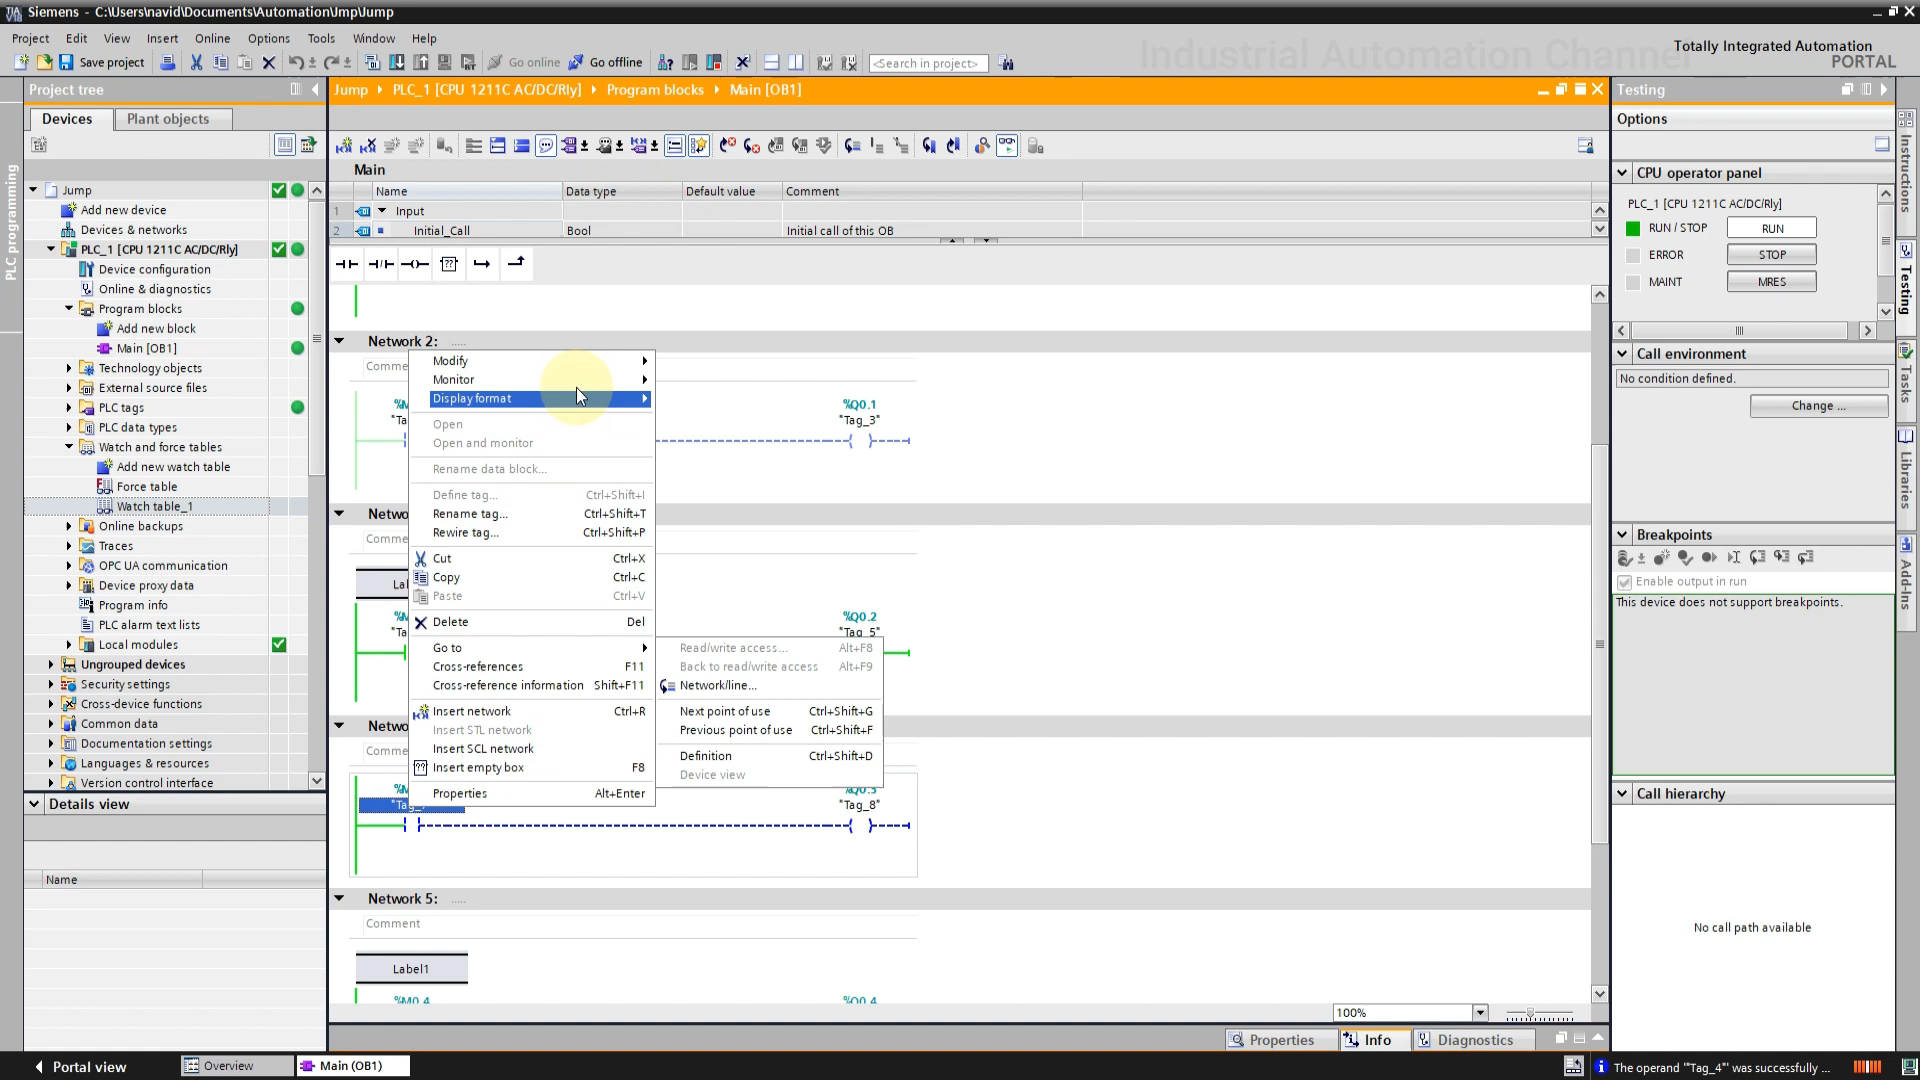 Siemens - C:\Users\navid\Documents\Automation\Jmp\Jump
Project Edit View Insert Online Options Tools Window Help
Totally Integrated Automation
PORTAL
Industrial Automation Channel
Save project
Go online
Go offline
<Search in project>
Project tree
Jump PLC_1 [CPU 1211C AC/DC/Rly] Program blocks Main [OB1]
Testing
Devices
Plant objects
Options
PLC programming
Jump
Add new device
Devices & networks
PLC_1 [CPU 1211C AC/DC/Rly]
Device configuration
Online & diagnostics
Program blocks
Add new block
Main [OB1]
Technology objects
External source files
PLC tags
PLC data types
Watch and force tables
Add new watch table
Force table
Watch table_1
Online backups
Traces
OPC UA communication
Device proxy data
Program info
PLC alarm text lists
Local modules
Ungrouped devices
Security settings
Cross-device functions
Common data
Documentation settings
Languages & resources
Version control interface
Details view
Name
Main
Name Data type Default value Comment
1 Input
2 Initial_Call Bool Initial call of this OB
Network 2: .....
Comme
%M
"Ta
%Q0.1
"Tag_3"
Netwo
Comme
Lal
%M
"Ta
%Q0.2
"Tag_5"
Netwo
Comme
%M
"Ta
%Q0.3
"Tag_8"
Network 5: .....
Comment
Label1
%M0.4
%Q0.4
Modify
Monitor
Display format
Open
Open and monitor
Rename data block...
Define tag... Ctrl+Shift+I
Rename tag... Ctrl+Shift+T
Rewire tag... Ctrl+Shift+P
Cut Ctrl+X
Copy Ctrl+C
Paste Ctrl+V
Delete Del
Go to
Cross-references F11
Cross-reference information Shift+F11
Insert network Ctrl+R
Insert STL network
Insert SCL network
Insert empty box F8
Properties Alt+Enter
Read/write access... Alt+F8
Back to read/write access Alt+F9
Network/line...
Next point of use Ctrl+Shift+G
Previous point of use Ctrl+Shift+F
Definition Ctrl+Shift+D
Device view
100%
Properties
Info
Diagnostics
CPU operator panel
PLC_1 [CPU 1211C AC/DC/Rly]
RUN / STOP RUN
ERROR STOP
MAINT MRES
Call environment
No condition defined.
Change ...
Breakpoints
Enable output in run
This device does not support breakpoints.
Call hierarchy
No call path available
Instructions
Testing
Tasks
Libraries
Add-Ins
Portal view
Overview
Main (OB1)
The operand '"Tag_4"' was successfully ...